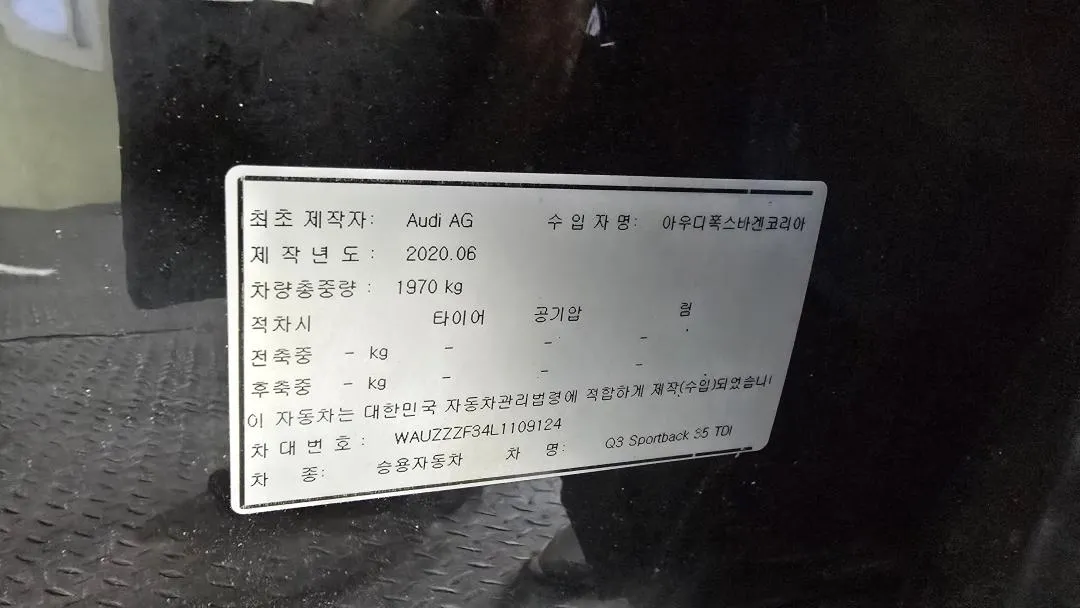 최초 제작자: Audi AG 수 입 자 명: 아우디폭스바겐코리아
제 작 년 도 : 2020.06
차량총중량 : 1970 kg
적차시 타이어 공기압 림
전축중 - kg - - -
후축중 - kg - - -
이 자동차는 대한민국 자동차관리법령에 적합하게 제작(수입)되었습니
차 대 번 호 : WAUZZZF34L1109124
차 종: 승용자동차 차 명: Q3 Sportback 35 TDI